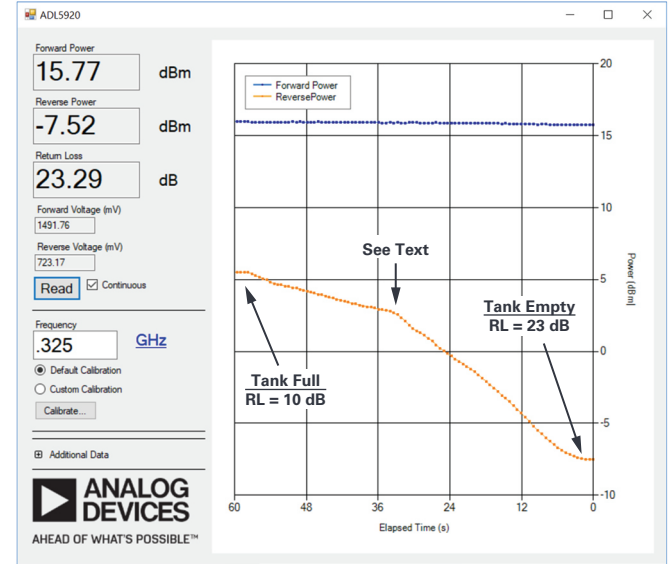 ADL5920
Forward Power
15.77 dBm
Reverse Power
-7.52 dBm
Return Loss
23.29 dB
Forward Voltage (mV)
1491.76
Reverse Voltage (mV)
723.17
Read Continuous
Frequency
.325 GHz
Default Calibration
Custom Calibration
Calibrate...
Additional Data
ANALOG
DEVICES
AHEAD OF WHAT'S POSSIBLE™
Forward Power
ReversePower
20
15
10
5
0
-5
-10
Power (dBm)
See Text
Tank Empty
RL = 23 dB
Tank Full
RL = 10 dB
60 48 36 24 12 0
Elapsed Time (s)